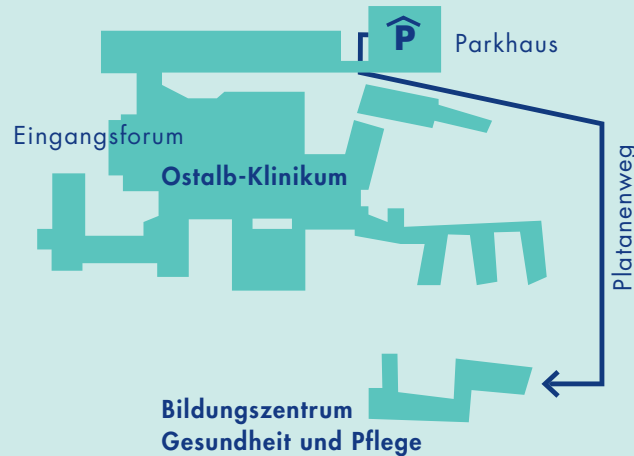 P
Parkhaus
Eingangsforum
Ostalb-Klinikum
Platanenweg
Bildungszentrum
Gesundheit und Pflege